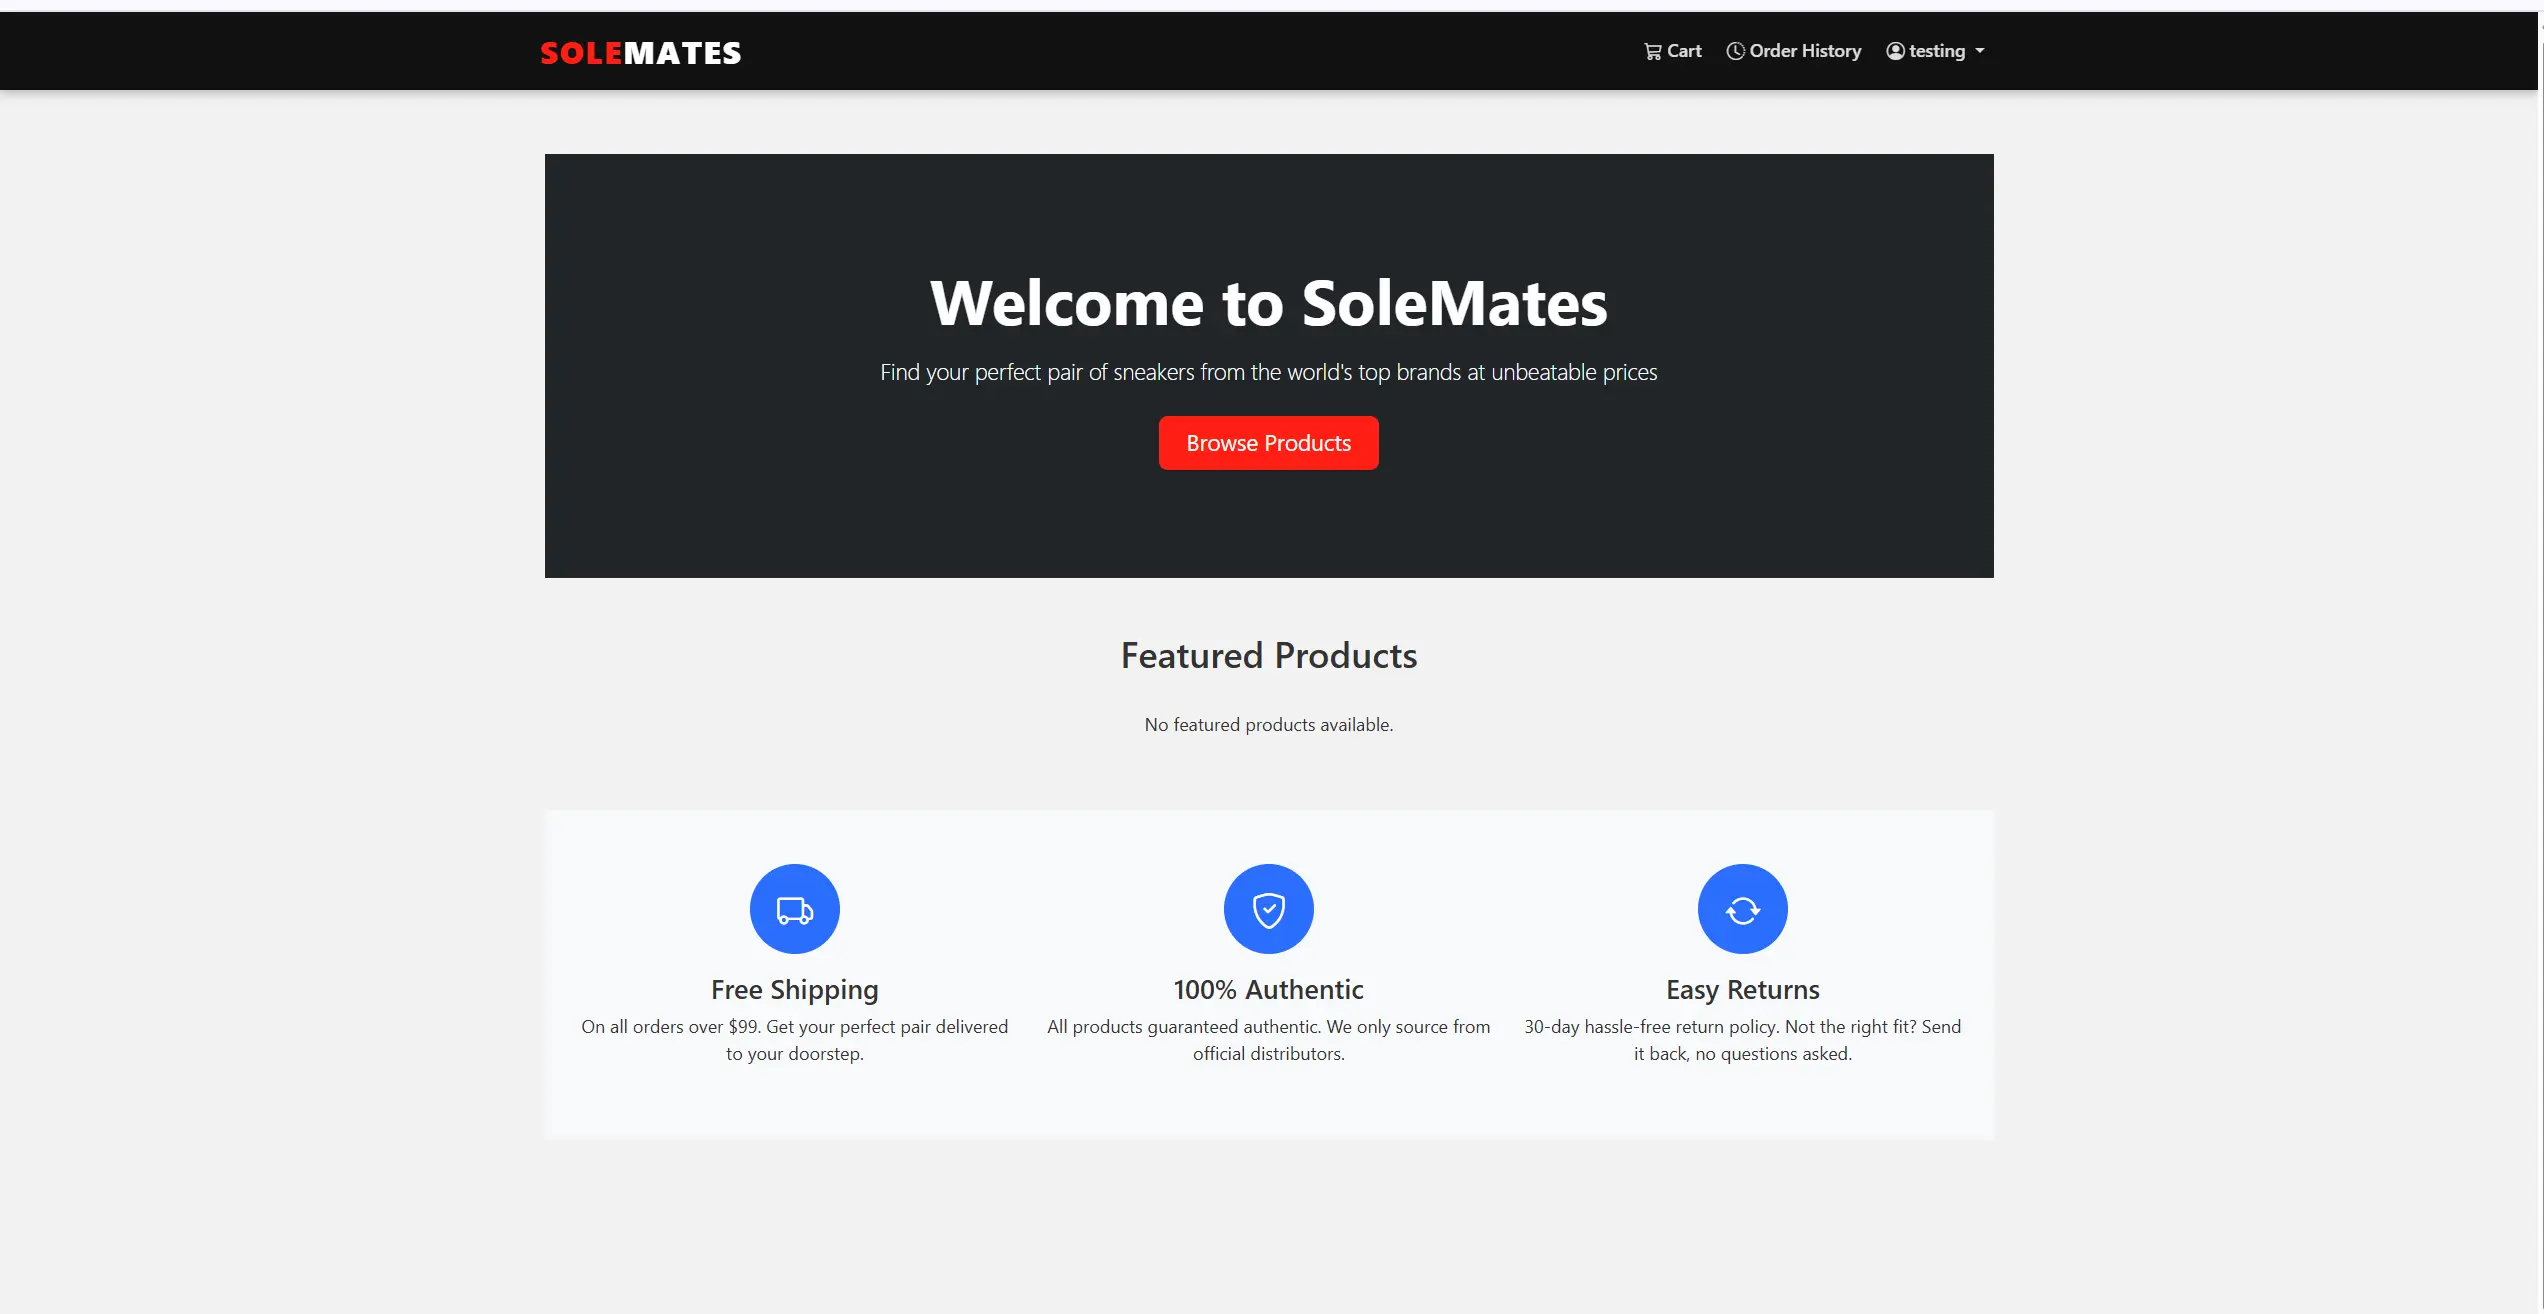 SOLEMATES
Cart
Order History
testing
Welcome to SoleMates
Find your perfect pair of sneakers from the world's top brands at unbeatable prices
Browse Products
Featured Products
No featured products available.
Free Shipping
On all orders over $99. Get your perfect pair delivered
to your doorstep.
100% Authentic
All products guaranteed authentic. We only source from
official distributors.
Easy Returns
30-day hassle-free return policy. Not the right fit? Send
it back, no questions asked.